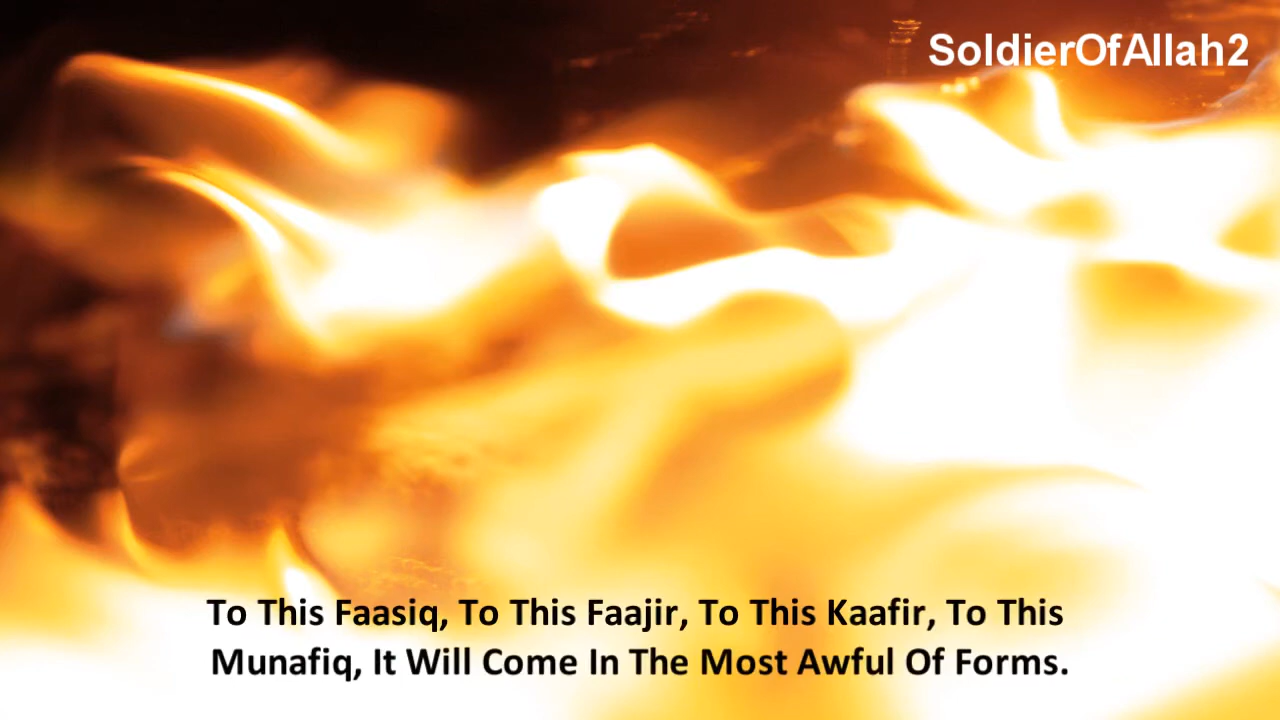 SoldierOfAllah2
To This Faasiq, To This Faajir, To This Kaafir, To This
Munafiq, It Will Come In The Most Awful Of Forms.